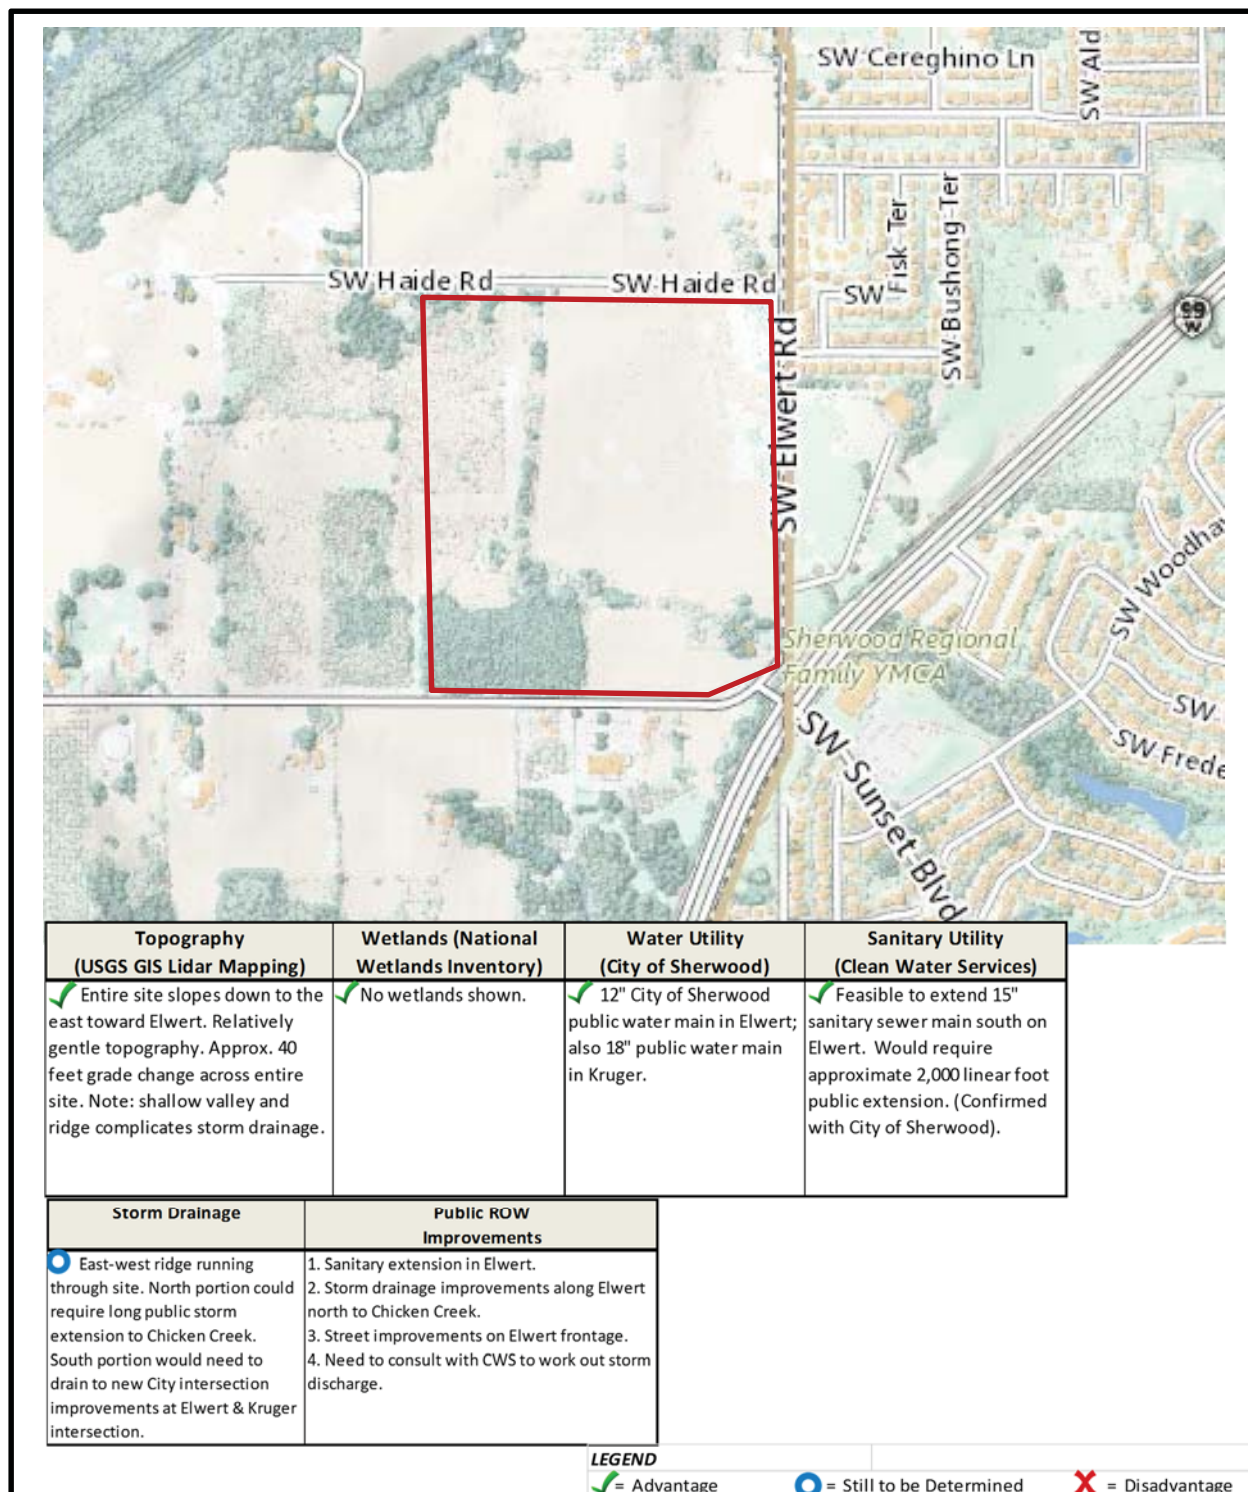 SW Cereghino Ln
SW Ald
SW Haide Rd
SW Haide Rd
SW
Fisk Ter
SW Bushong Ter
99
W
SW Elwert Rd
SW Woodha
Sherwood Regional
Family YMCA
SW
SW Frede
SW Sunset Blvd
Topography
(USGS GIS Lidar Mapping)
Entire site slopes down to the
east toward Elwert. Relatively
gentle topography. Approx. 40
feet grade change across entire
site. Note: shallow valley and
ridge complicates storm drainage.
Wetlands (National
Wetlands Inventory)
No wetlands shown.
Water Utility
(City of Sherwood)
12" City of Sherwood
public water main in Elwert;
also 18" public water main
in Kruger.
Sanitary Utility
(Clean Water Services)
Feasible to extend 15"
sanitary sewer main south on
Elwert. Would require
approximate 2,000 linear foot
public extension. (Confirmed
with City of Sherwood).
Storm Drainage
East-west ridge running
through site. North portion could
require long public storm
extension to Chicken Creek.
South portion would need to
drain to new City intersection
improvements at Elwert & Kruger
intersection.
Public ROW
Improvements
1. Sanitary extension in Elwert.
2. Storm drainage improvements along Elwert
north to Chicken Creek.
3. Street improvements on Elwert frontage.
4. Need to consult with CWS to work out storm
discharge.
LEGEND
= Advantage
= Still to be Determined
= Disadvantage